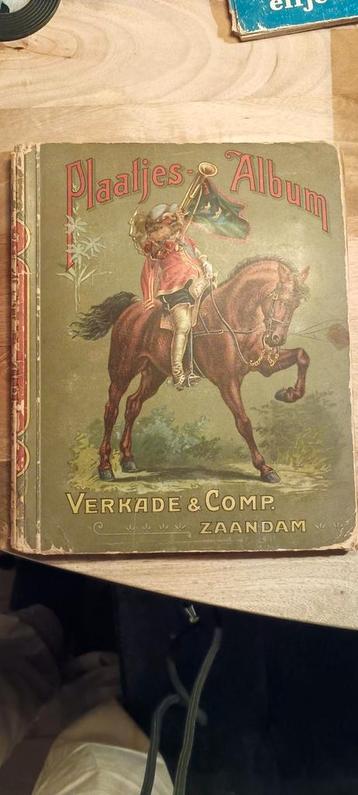 Plaatjes-Album
VERKADE & COMP.
ZAANDAM